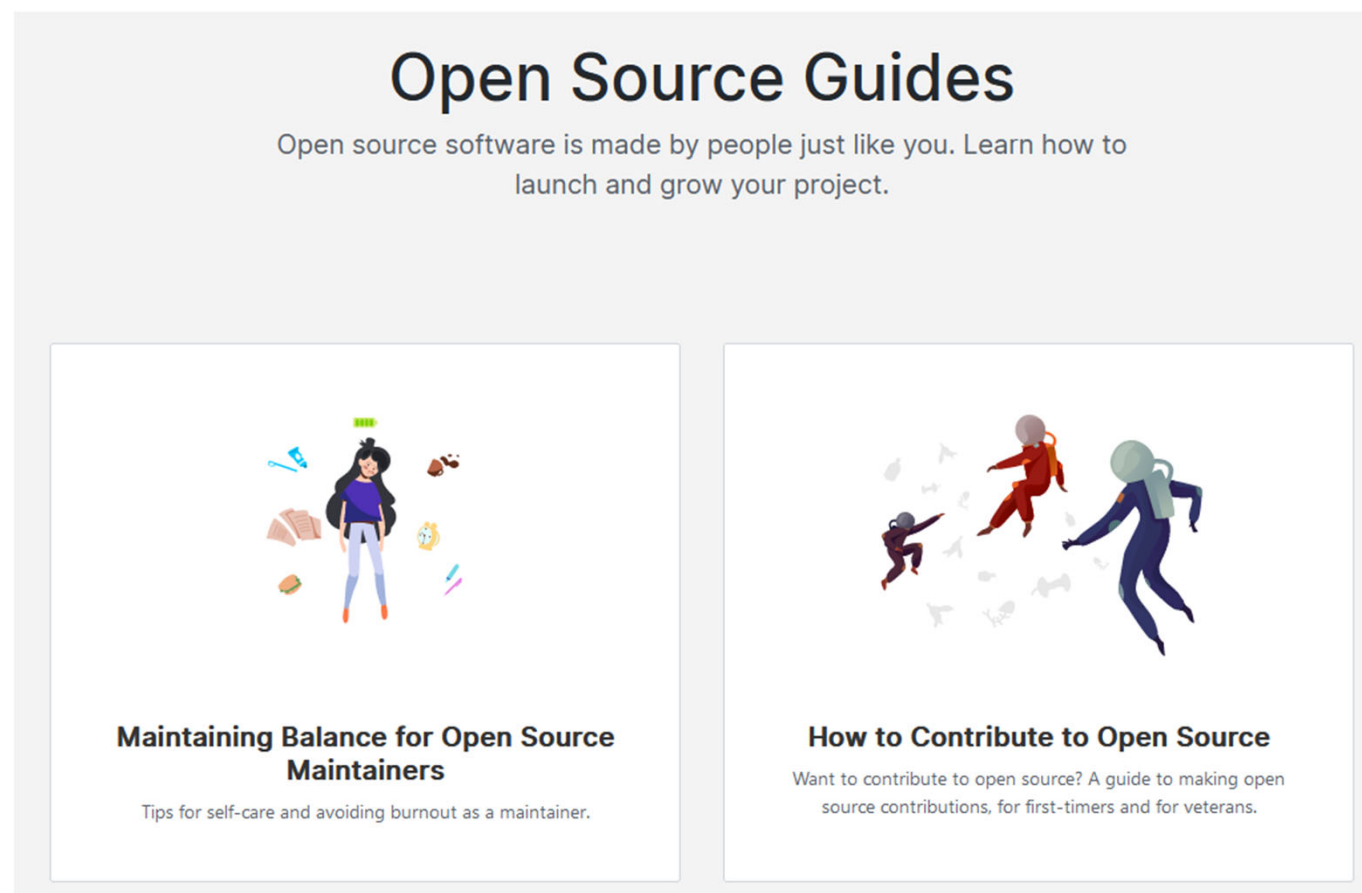 Open Source Guides
Open source software is made by people just like you. Learn how to
launch and grow your project.
Maintaining Balance for Open Source
Maintainers
Tips for self-care and avoiding burnout as a maintainer.
How to Contribute to Open Source
Want to contribute to open source? A guide to making open
source contributions, for first-timers and for veterans.